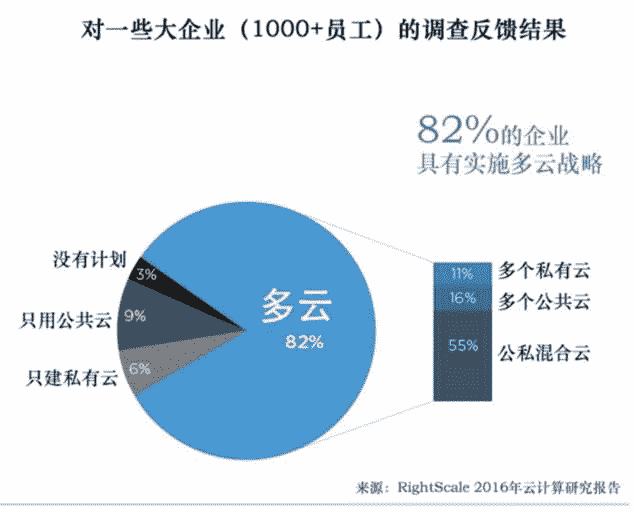 对一些大企业（1000+员工）的调查反馈结果
82%的企业
具有实施多云战略
没有计划
3%
只用公共云
9%
只建私有云
6%
多云
82%
11%
多个私有云
16%
多个公共云
55%
公私混合云
来源：RightScale 2016年云计算研究报告